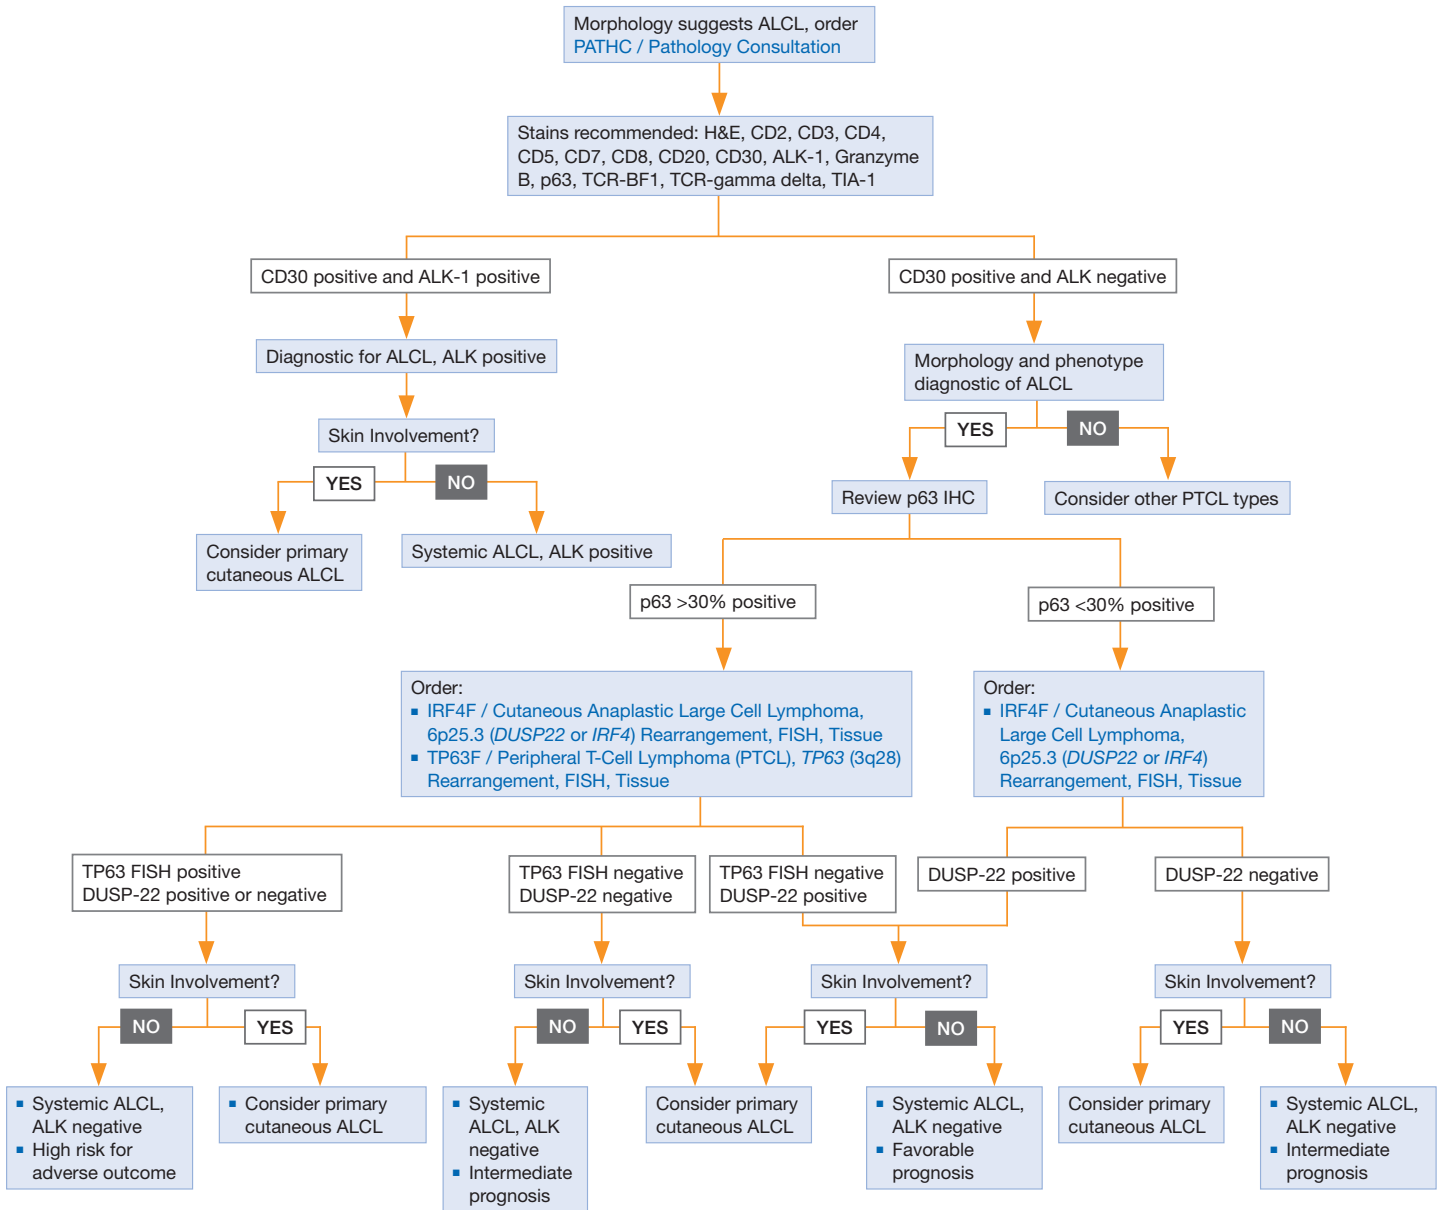 Morphology suggests ALCL, order
PATHC / Pathology Consultation
Stains recommended: H&E, CD2, CD3, CD4,
CD5, CD7, CD8, CD20, CD30, ALK-1, Granzyme
B, p63, TCR-BF1, TCR-gamma delta, TIA-1
CD30 positive and ALK-1 positive
CD30 positive and ALK negative
Diagnostic for ALCL, ALK positive
Morphology and phenotype
diagnostic of ALCL
Skin Involvement?
YES
NO
YES
NO
Review p63 IHC
Consider other PTCL types
Consider primary
cutaneous ALCL
Systemic ALCL, ALK positive
p63 >30% positive
p63 <30% positive
Order:
▪ IRF4F / Cutaneous Anaplastic Large Cell Lymphoma,
6p25.3 (DUSP22 or IRF4) Rearrangement, FISH, Tissue
▪ TP63F / Peripheral T-Cell Lymphoma (PTCL), TP63 (3q28)
Rearrangement, FISH, Tissue
Order:
▪ IRF4F / Cutaneous Anaplastic
Large Cell Lymphoma,
6p25.3 (DUSP22 or IRF4)
Rearrangement, FISH, Tissue
TP63 FISH positive
DUSP-22 positive or negative
TP63 FISH negative
DUSP-22 negative
TP63 FISH negative
DUSP-22 positive
DUSP-22 positive
DUSP-22 negative
Skin Involvement?
Skin Involvement?
Skin Involvement?
Skin Involvement?
NO
YES
NO
YES
YES
NO
YES
NO
▪ Systemic ALCL,
ALK negative
▪ High risk for
adverse outcome
▪ Consider primary
cutaneous ALCL
▪ Systemic
ALCL, ALK
negative
▪ Intermediate
prognosis
Consider primary
cutaneous ALCL
▪ Systemic ALCL,
ALK negative
▪ Favorable
prognosis
Consider primary
cutaneous ALCL
▪ Systemic ALCL,
ALK negative
▪ Intermediate
prognosis